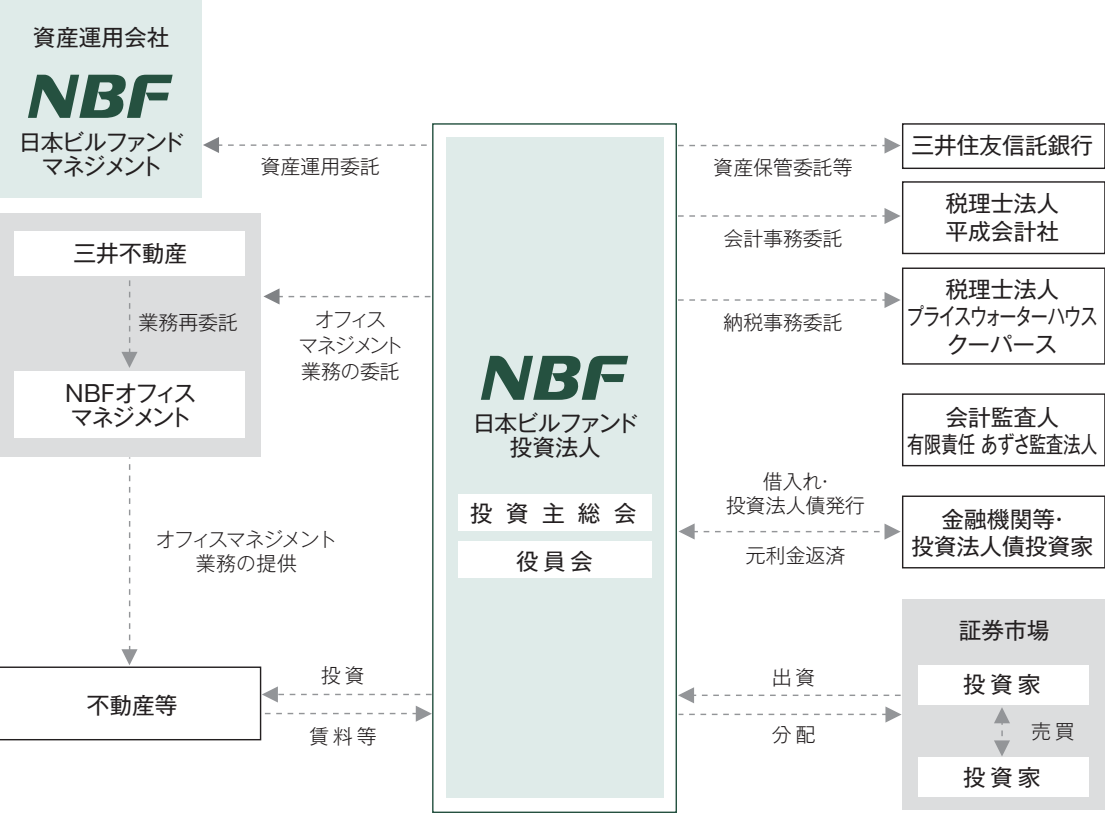 資産運用会社
NBF
日本ビルファンド
マネジメント
資産運用委託
三井不動産
業務再委託
NBFオフィス
マネジメント
オフィス
マネジメント
業務の委託
オフィスマネジメント
業務の提供
不動産等
投資
賃料等
NBF
日本ビルファンド
投資法人
投資主総会
役員会
資産保管委託等
三井住友信託銀行
会計事務委託
税理士法人
平成会計社
納税事務委託
税理士法人
プライスウォーターハウス
クーパース
会計監査人
有限責任 あずさ監査法人
借入れ・
投資法人債発行
元利金返済
金融機関等・
投資法人債投資家
出資
分配
証券市場
投資家
売買
投資家